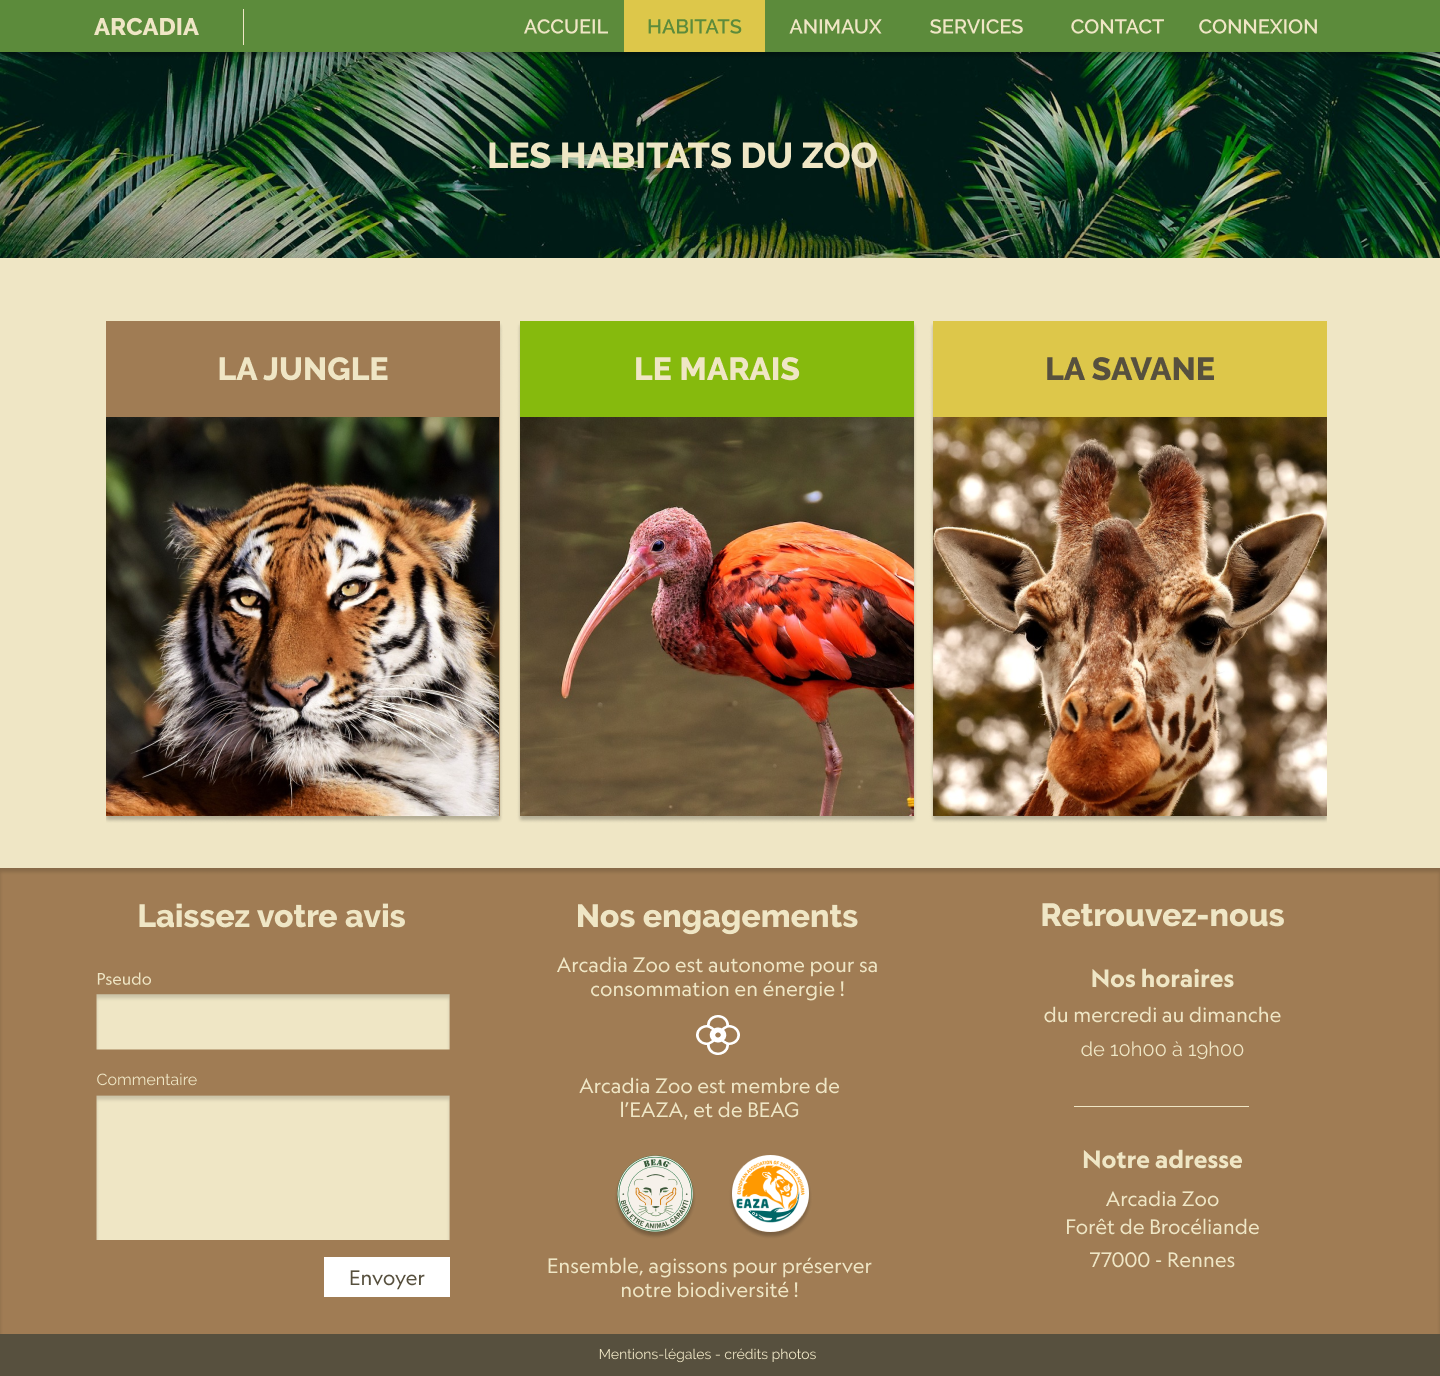 ARCADIA
ACCUEIL
HABITATS
ANIMAUX
SERVICES
CONTACT
CONNEXION
LES HABITATS DU ZOO
LA JUNGLE
LE MARAIS
LA SAVANE
Laissez votre avis
Pseudo
Commentaire
Envoyer
Nos engagements
Arcadia Zoo est autonome pour sa
consommation en énergie !
Arcadia Zoo est membre de
l'EAZA, et de BEAG
BEAG
BIEN ETRE ANIMAL GARANTI
EAZA
Ensemble, agissons pour préserver
notre biodiversité !
Retrouvez-nous
Nos horaires
du mercredi au dimanche
de 10h00 à 19h00
Notre adresse
Arcadia Zoo
Forêt de Brocéliande
77000 - Rennes
Mentions-légales - crédits photos